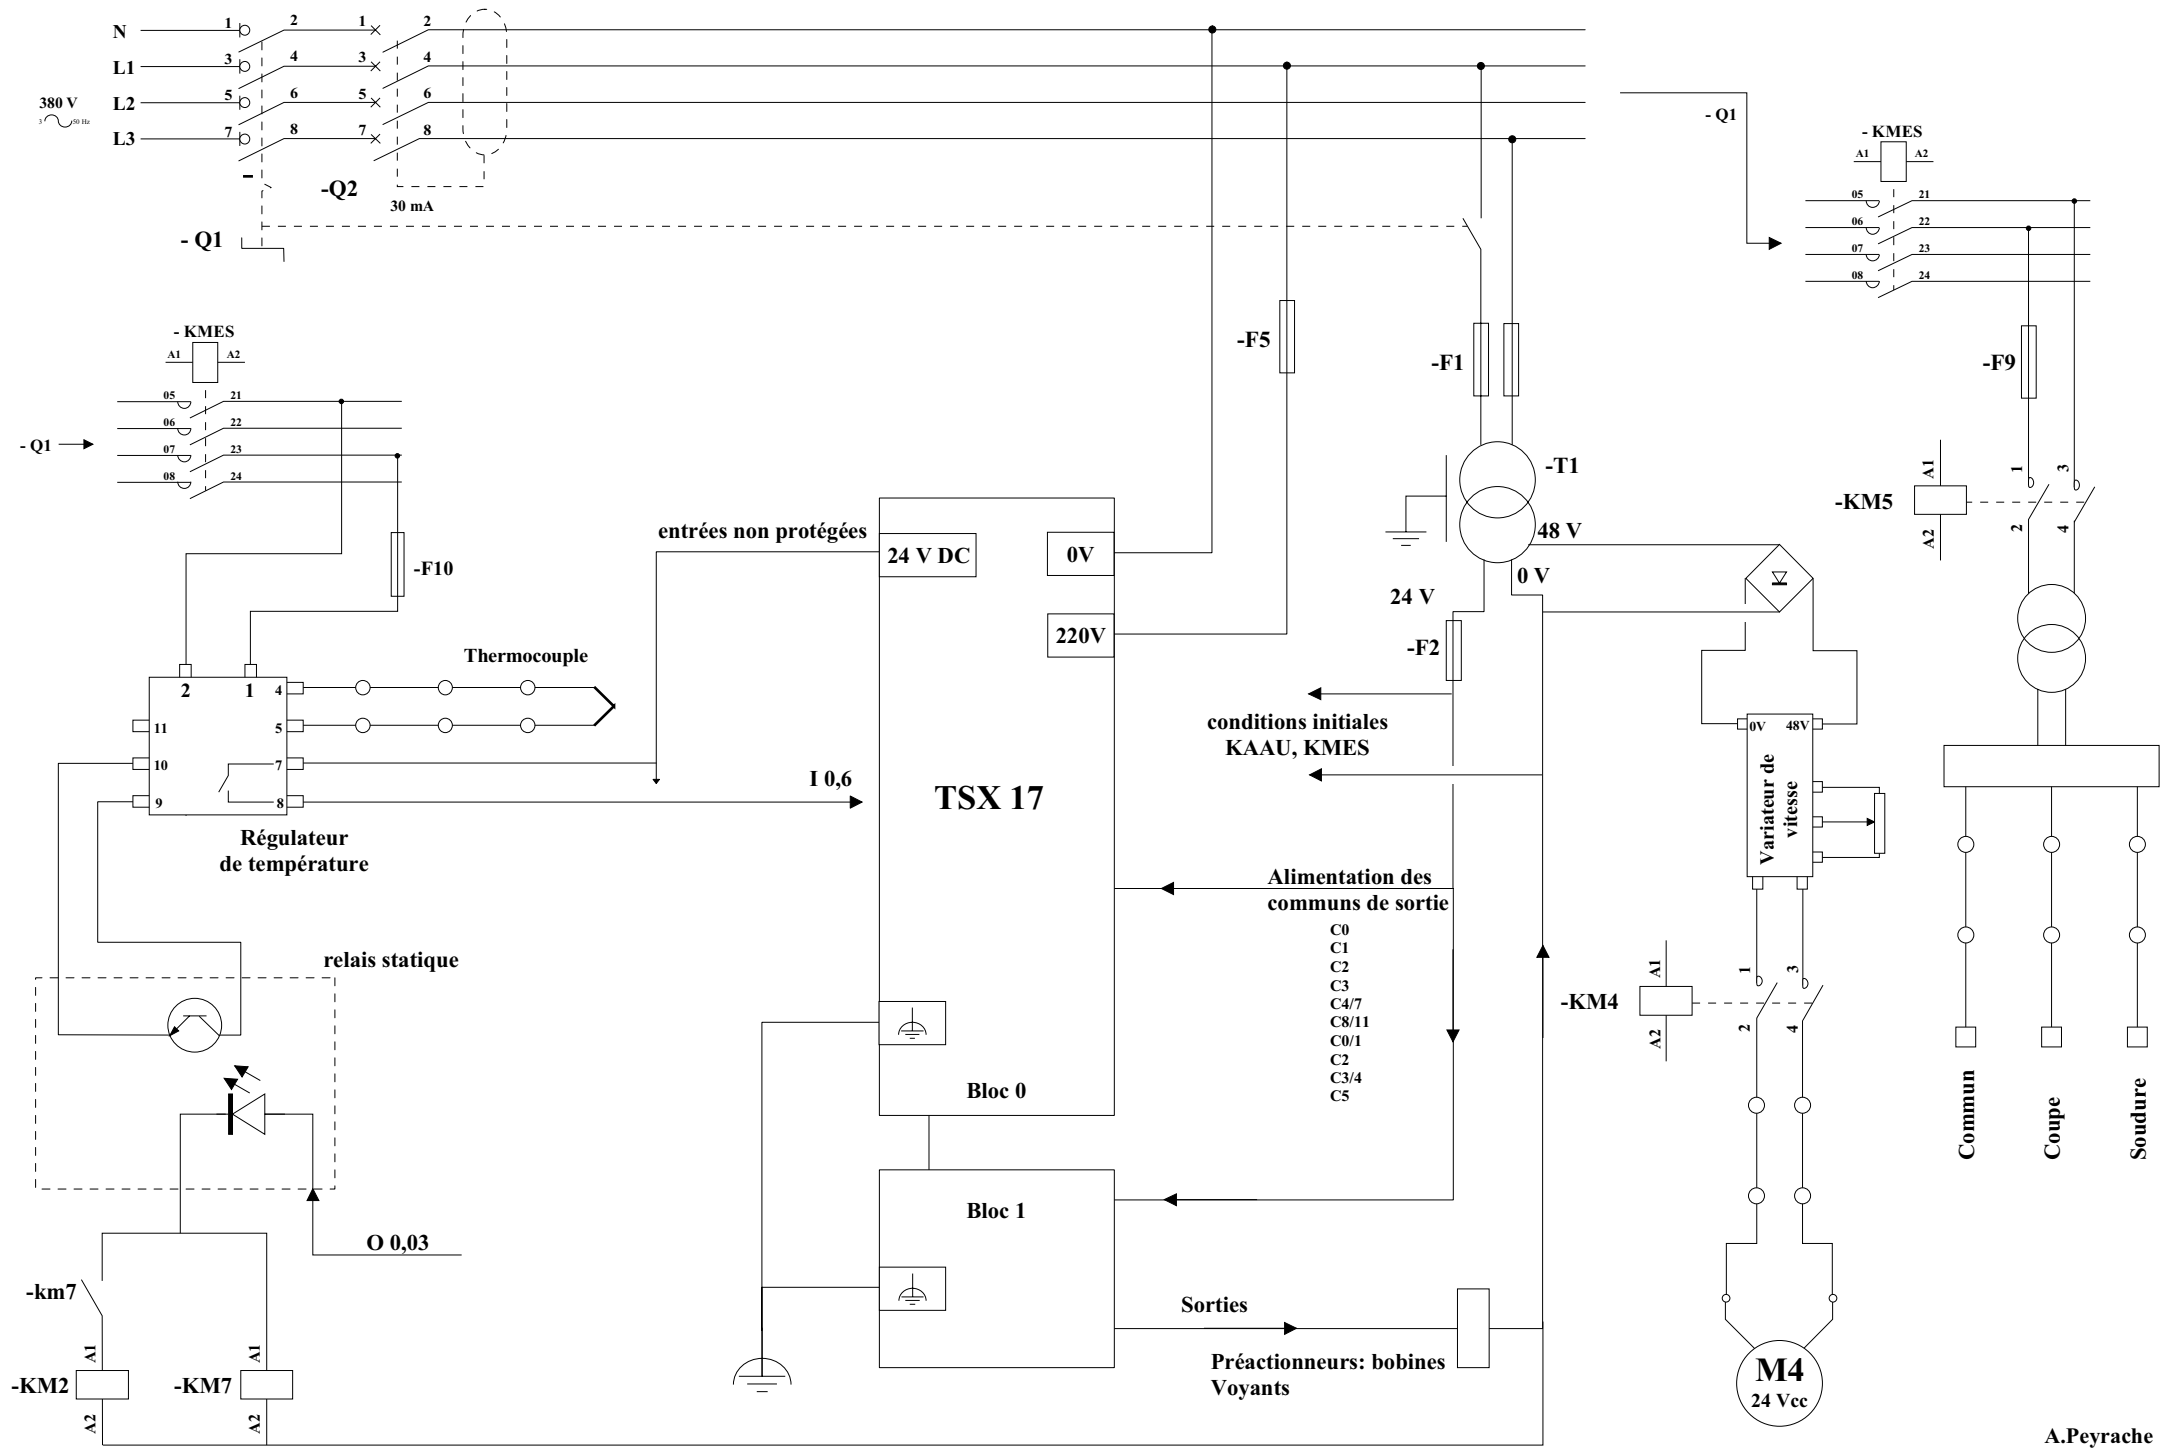 N 1 2 1 2
L1 3 4 3 4
380 V L2 5 6 5 6
3 50 Hz
L3 7 8 7 8
-Q2
30 mA
- Q1
- Q1
- KMES
A1 A2
05 21
06 22
07 23
08 24
- KMES
A1 A2
05 21
06 22
07 23
08 24
- Q1
-F10
-F5
-F1
-F9
-T1
48 V
0 V
24 V
-F2
A1
-KM5
A2
1 3
2 4
entrées non protégées
24 V DC
0V
220V
TSX 17
Bloc 0
Bloc 1
Thermocouple
2 1 4
11 5
10 7
9 8
I 0,6
Régulateur
de température
relais statique
conditions initiales
KAAU, KMES
Alimentation des
communs de sortie
C0
C1
C2
C3
C4/7
C8/11
C0/1
C2
C3/4
C5
0V 48V
Variateur de
vitesse
A1
-KM4
A2
1 3
2 4
Commun
Coupe
Soudure
O 0,03
-km7
A1
-KM2
A2
A1
-KM7
A2
Sorties
Préactionneurs: bobines
Voyants
M4
24 Vcc
A.Peyrache